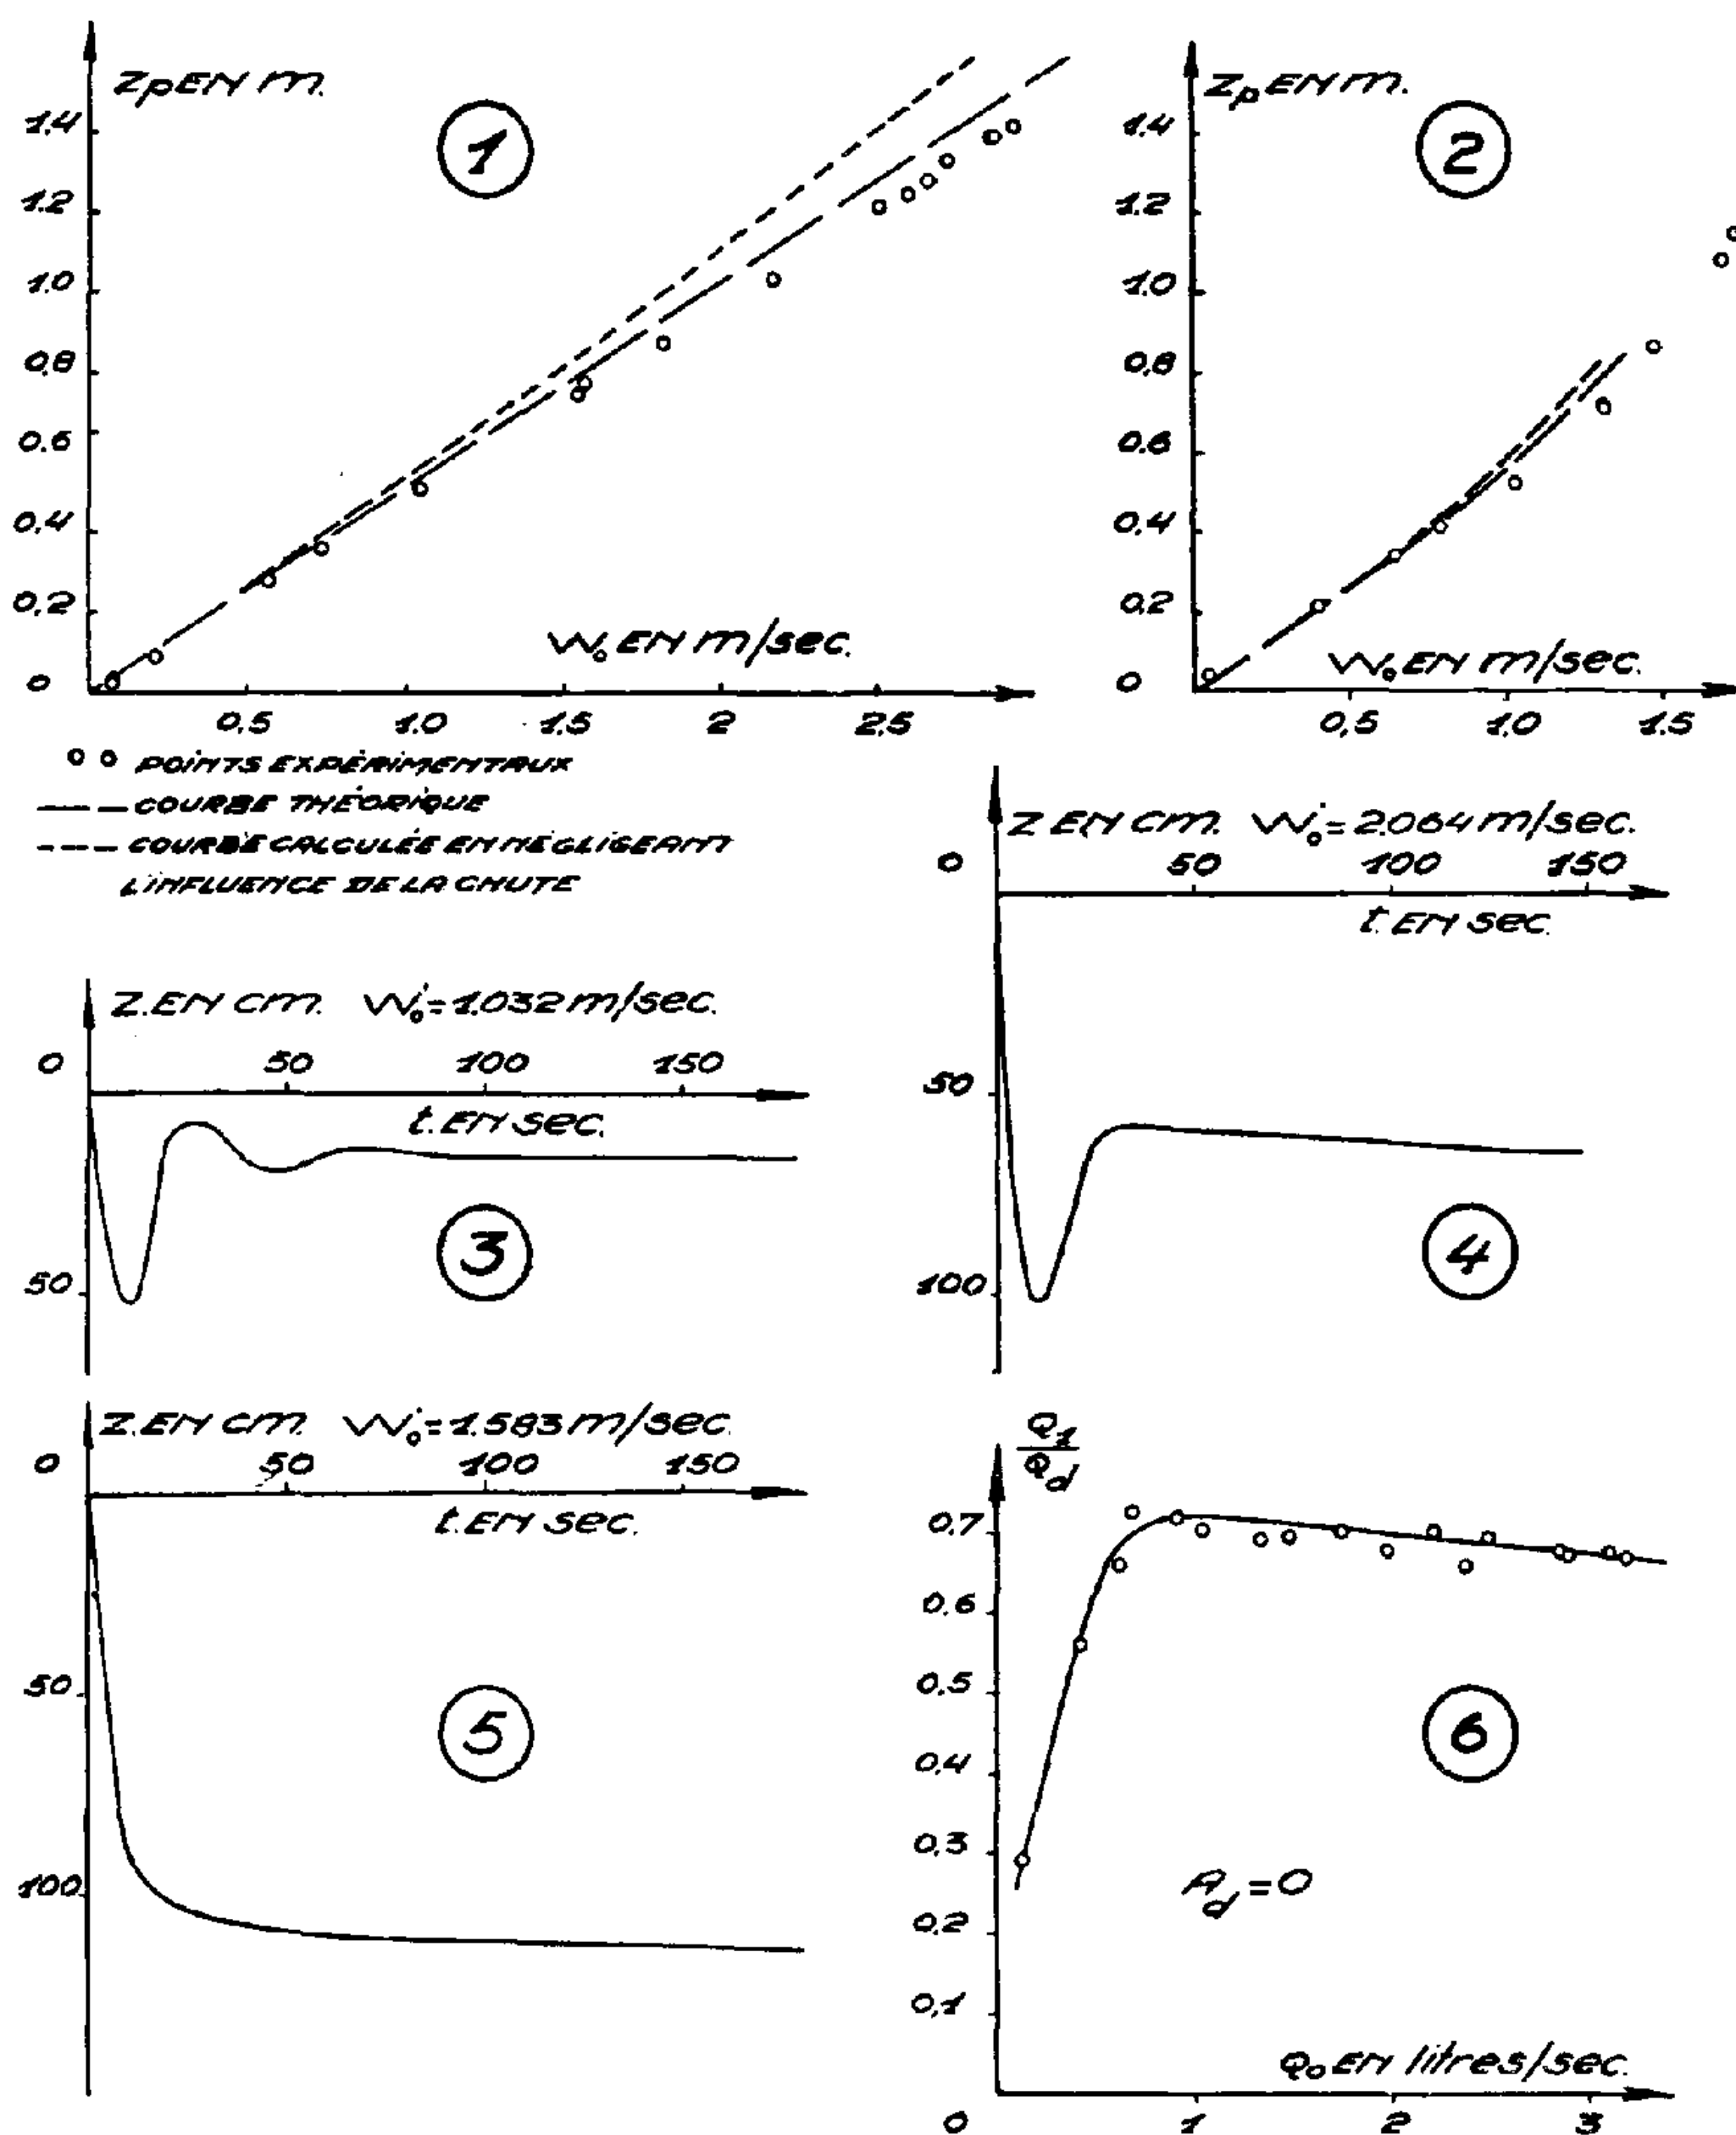 Zp EN m.
1
1.4
1.2
1.0
0.8
0.6
0.4
0.2
0
W₀ EN m/sec.
0.5 1.0 1.5 2 2.5
Zp EN m.
2
1.4
1.2
1.0
0.8
0.6
0.4
0.2
0
W₀ EN m/sec.
0.5 1.0 1.5
POINTS EXPÉRIMENTAUX
COURBE THÉORIQUE
COURBE CALCULÉE EN NÉGLIGEANT
L'INFLUENCE DE LA CHUTE
Z.EN cm. W₀=1.032 m/sec.
0 50 100 150
t.EN sec.
50
3
Z EN cm. W₀=2.064 m/sec.
0 50 100 150
t.EN sec.
50
100
4
Z.EN cm. W₀=1.583 m/sec.
0 50 100 150
t.EN sec.
50
100
5
Q₁
Qd
0.7
0.6
0.5
0.4
0.3
0.2
0.1
6
Ad=0
Q₀ EN litres/sec.
0 1 2 3